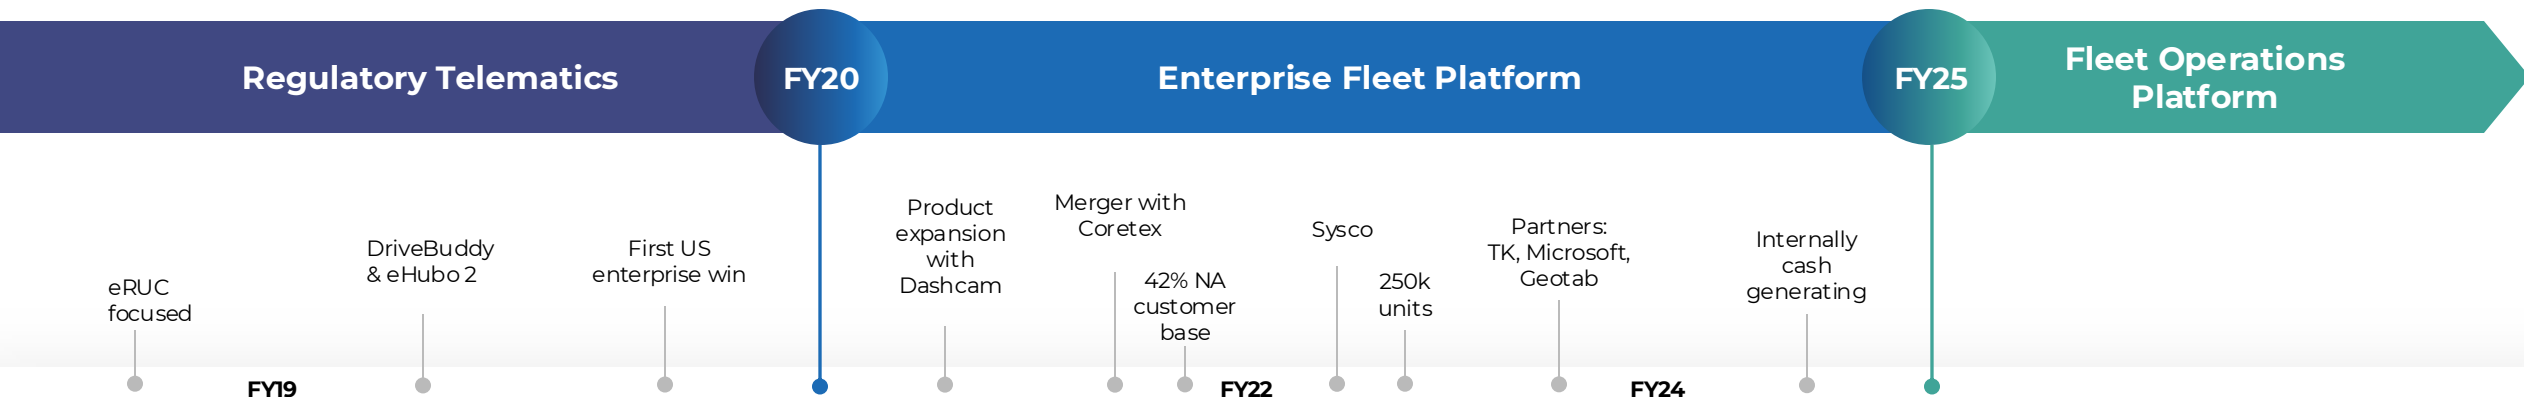 Regulatory Telematics
FY20
Enterprise Fleet Platform
FY25
Fleet Operations
Platform
eRUC
focused
DriveBuddy
& eHubo 2
First US
enterprise win
Product
expansion
with
Dashcam
Merger with
Coretex
42% NA
customer
base
Sysco
250k
units
Partners:
TK, Microsoft,
Geotab
Internally
cash
generating
FY19
FY22
FY24